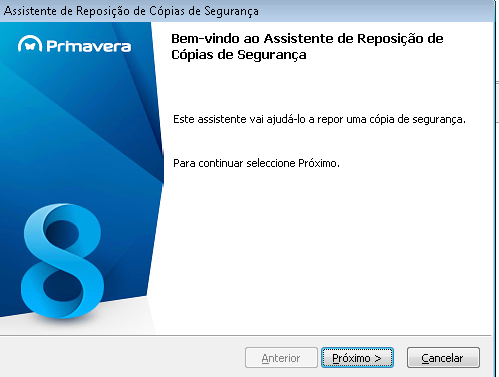 Assistente de Reposição de Cópias de Segurança
Primavera
Bem-vindo ao Assistente de Reposição de
Cópias de Segurança
Este assistente vai ajudá-lo a repor uma cópia de segurança.
Para continuar seleccione Próximo.
8
Anterior
Próximo >
Cancelar